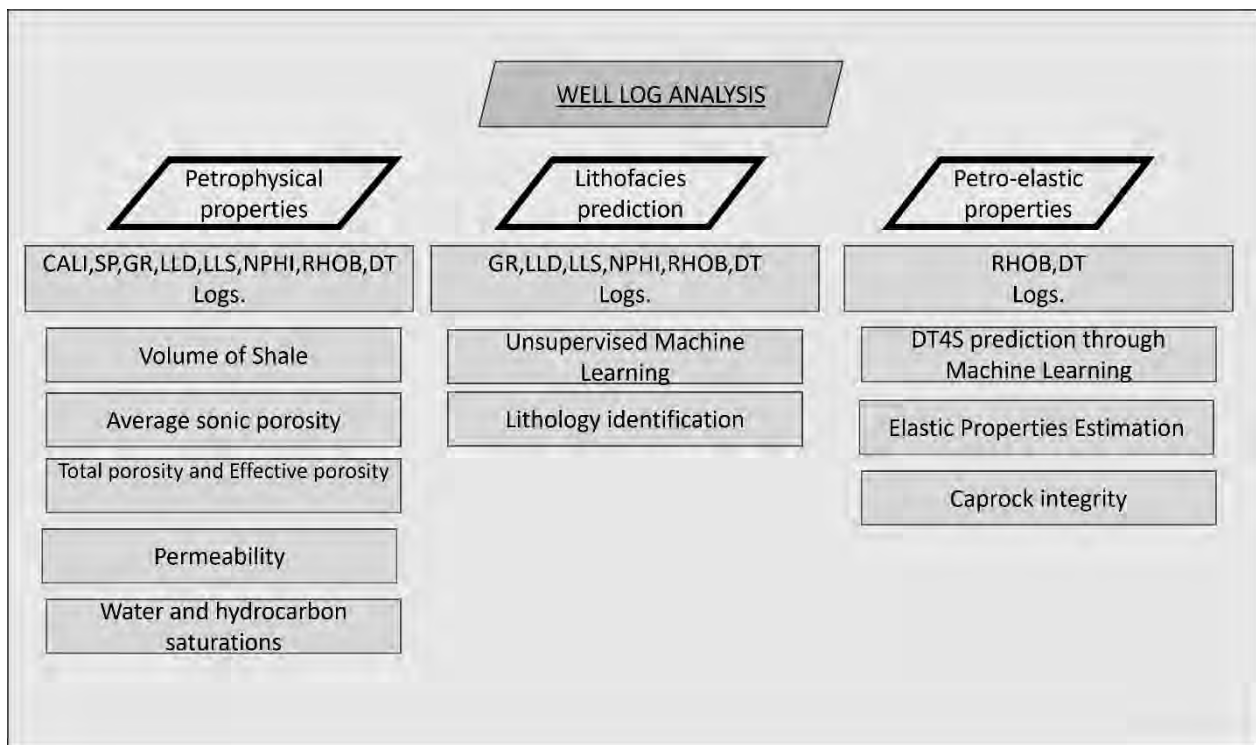 WELL LOG ANALYSIS
Petrophysical
properties
CALI,SP,GR,LLD,LLS,NPHI,RHOB,DT
Logs.
Volume of Shale
Average sonic porosity
Total porosity and Effective porosity
Permeability
Water and hydrocarbon
saturations
Lithofacies
prediction
GR,LLD,LLS,NPHI,RHOB,DT
Logs.
Unsupervised Machine
Learning
Lithology identification
Petro-elastic
properties
RHOB,DT
Logs.
DT4S prediction through
Machine Learning
Elastic Properties Estimation
Caprock integrity